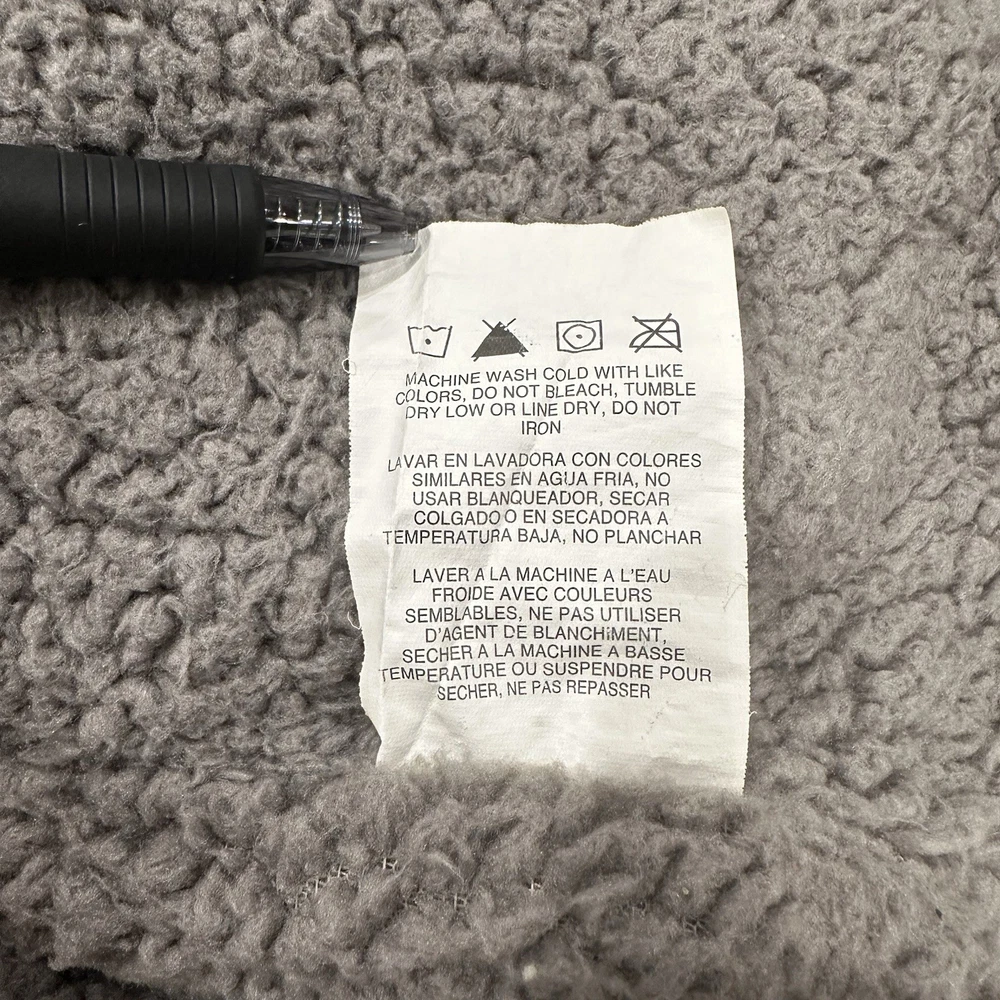 MACHINE WASH COLD WITH LIKE
COLORS, DO NOT BLEACH, TUMBLE
DRY LOW OR LINE DRY, DO NOT
IRON
LAVAR EN LAVADORA CON COLORES
SIMILARES EN AGUA FRIA, NO
USAR BLANQUEADOR, SECAR
COLGADO O EN SECADORA A
TEMPERATURA BAJA, NO PLANCHAR
LAVER A LA MACHINE A L'EAU
FROIDE AVEC COULEURS
SEMBLABLES, NE PAS UTILISER
D'AGENT DE BLANCHIMENT,
SECHER A LA MACHINE A BASSE
TEMPERATURE OU SUSPENDRE POUR
SECHER, NE PAS REPASSER